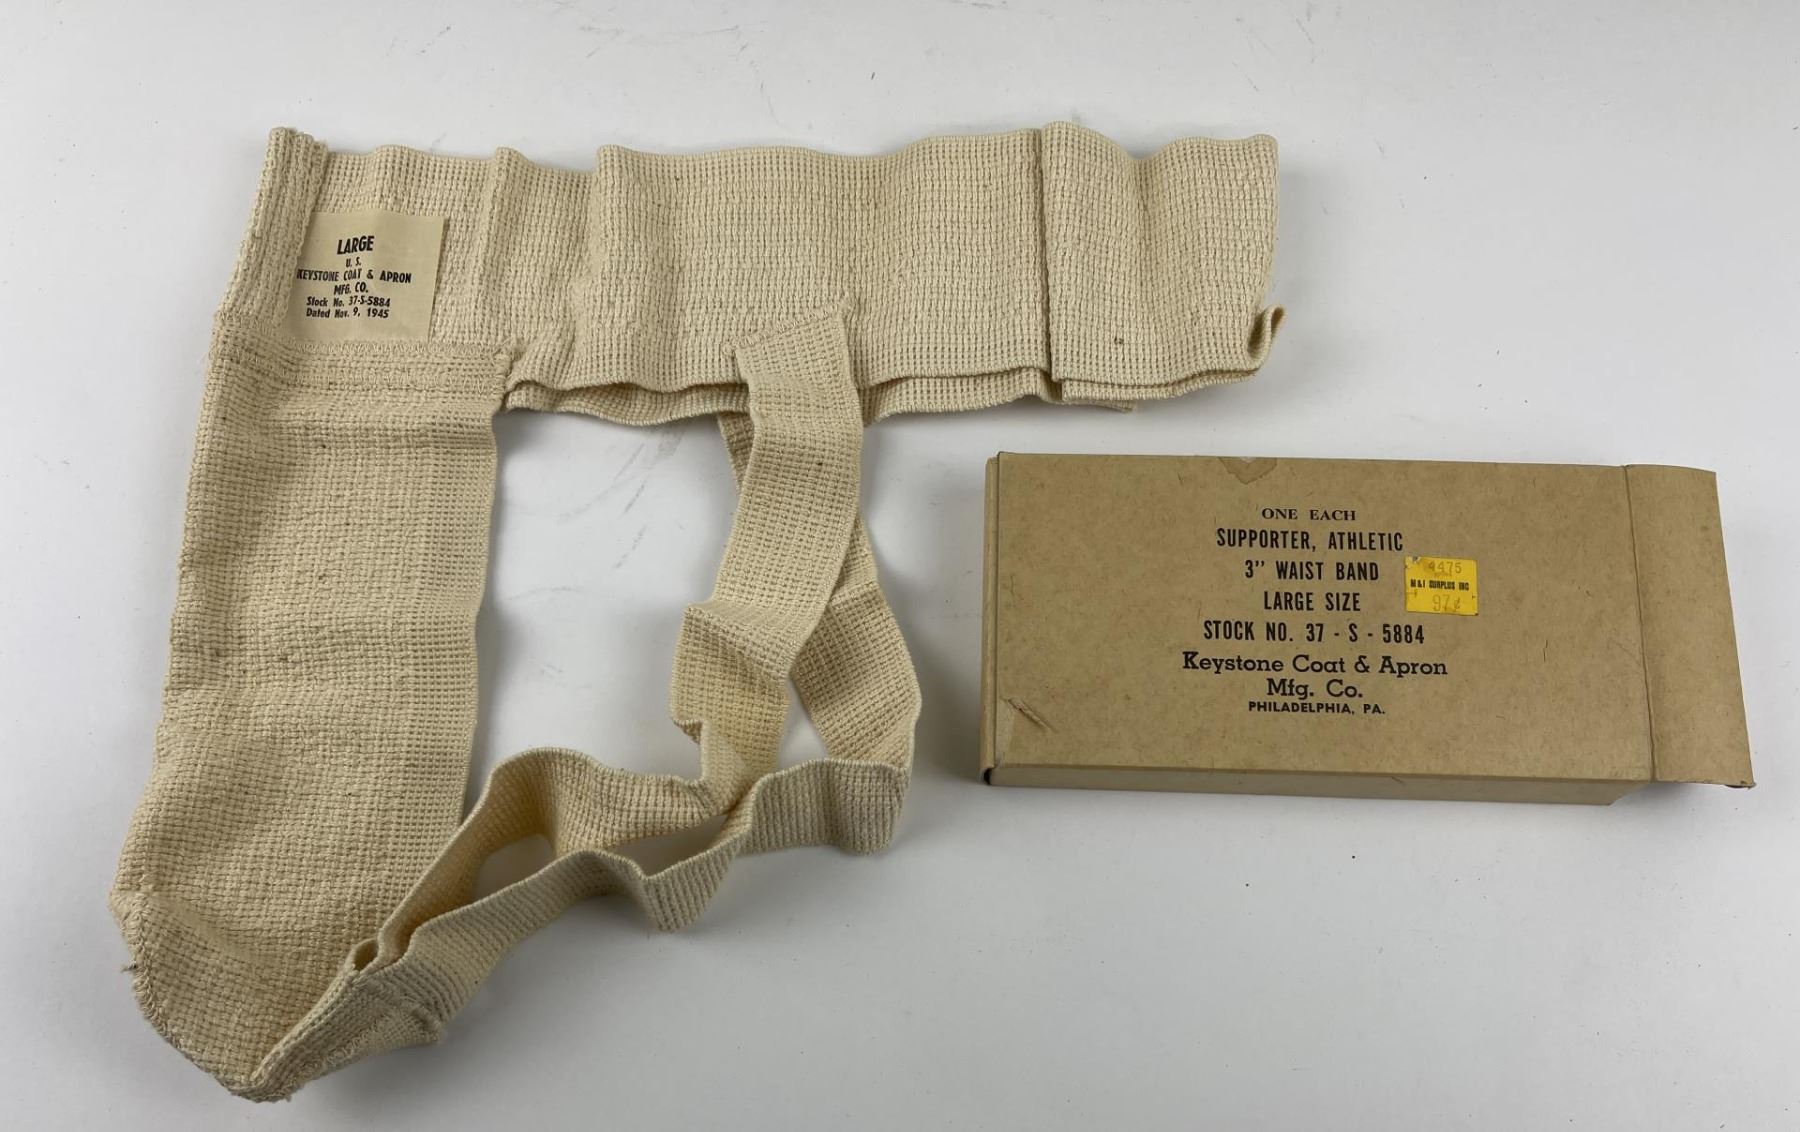 LARGE
U. S.
KEYSTONE COAT & APRON
MFG. CO.
Stock No. 37-S-5884
Dated Nov. 9, 1945
ONE EACH
SUPPORTER, ATHLETIC
3" WAIST BAND
LARGE SIZE
STOCK NO. 37 - S - 5884
Keystone Coat & Apron
Mfg. Co.
PHILADELPHIA, PA.
4475
M & I SURPLUS INC
97¢